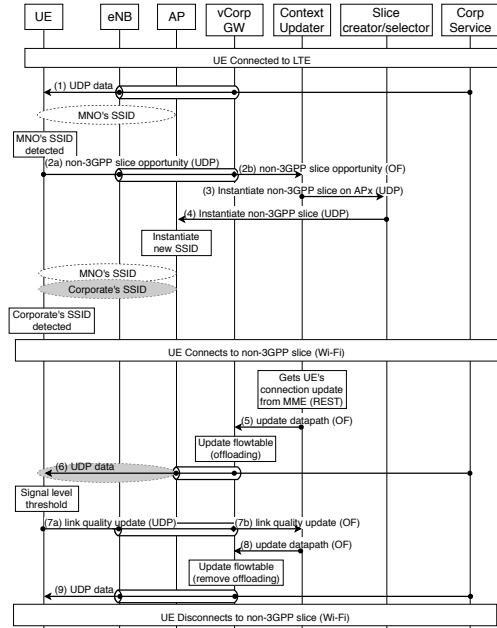 UE
eNB
AP
vCorp
GW
Context
Updater
Slice
creator/selector
Corp
Service
UE Connected to LTE
(1) UDP data
MNO's SSID
MNO's SSID
detected
(2a) non-3GPP slice opportunity (UDP)
(2b) non-3GPP slice opportunity (OF)
(3) Instantiate non-3GPP slice on APx (UDP)
(4) Instantiate non-3GPP slice (UDP)
Instantiate
new SSID
MNO's SSID
Corporate's SSID
Corporate's SSID
detected
UE Connects to non-3GPP slice (Wi-Fi)
Gets UE's
connection update
from MME (REST)
(5) update datapath (OF)
Update flowtable
(offloading)
(6) UDP data
Signal level
threshold
(7a) link quality update (UDP)
(7b) link quality update (OF)
(8) update datapath (OF)
Update flowtable
(remove offloading)
(9) UDP data
UE Disconnects to non-3GPP slice (Wi-Fi)